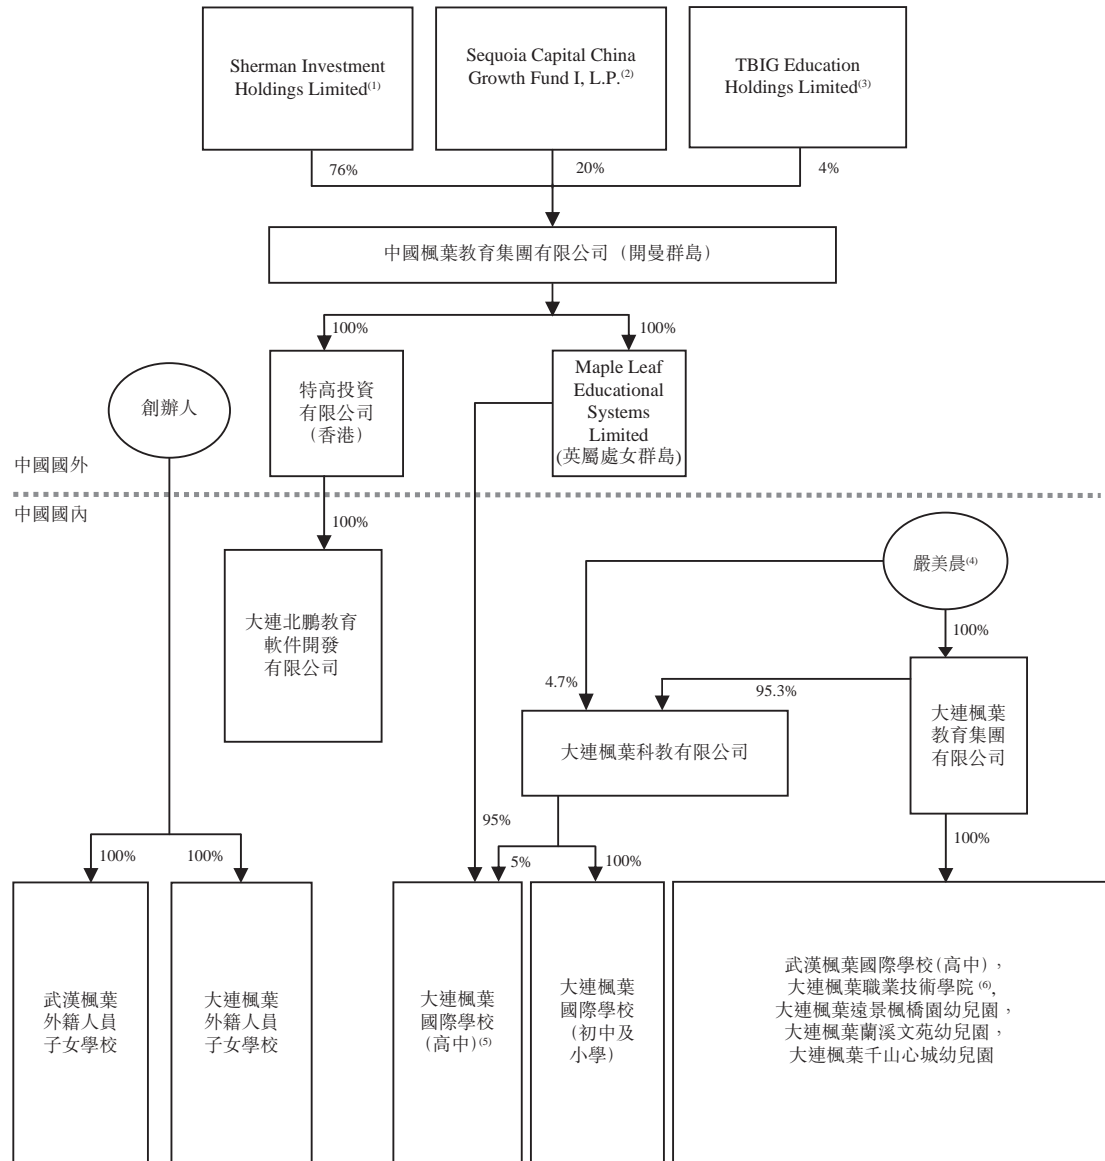 Sherman Investment
Holdings Limited(1)
Sequoia Capital China
Growth Fund I, L.P.(2)
TBIG Education
Holdings Limited(3)
76%
20%
4%
中國楓葉教育集團有限公司（開曼群島）
100%
100%
特高投資
有限公司
（香港）
Maple Leaf
Educational
Systems
Limited
(英屬處女群島)
創辦人
中國國外
中國國內
100%
大連北鵬教育
軟件開發
有限公司
嚴美晨(4)
100%
4.7%
95.3%
大連楓葉科教有限公司
大連楓葉
教育集團
有限公司
95%
100%
100%
100%
5%
100%
武漢楓葉
外籍人員
子女學校
大連楓葉
外籍人員
子女學校
大連楓葉
國際學校
(高中)(5)
大連楓葉
國際學校
(初中及
小學)
武漢楓葉國際學校(高中)，
大連楓葉職業技術學院(6),
大連楓葉遠景楓橋園幼兒園，
大連楓葉蘭溪文苑幼兒園，
大連楓葉千山心城幼兒園